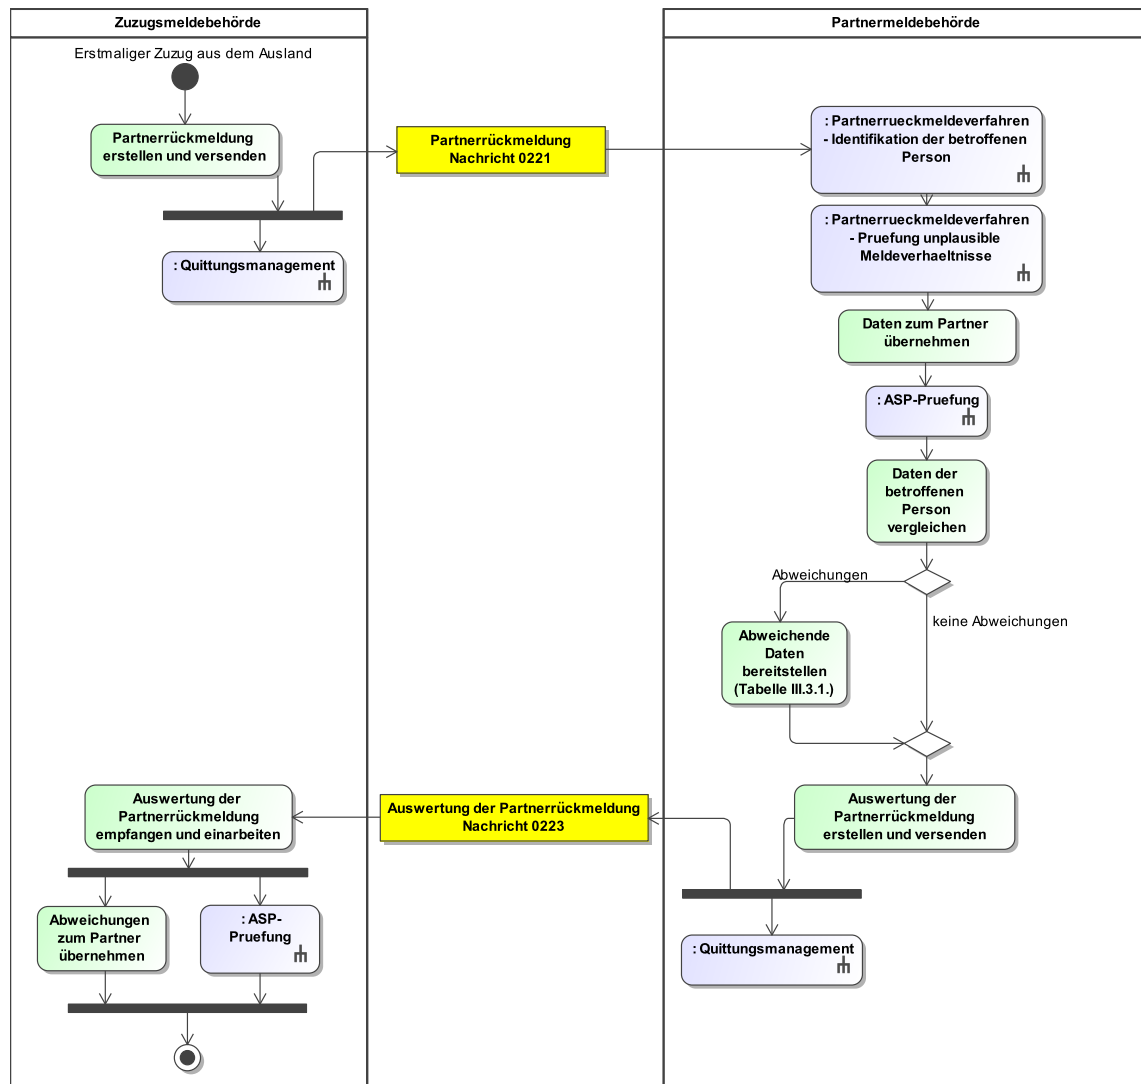 Zuzugsmeldebehörde
Partnermeldebehörde
Erstmaliger Zuzug aus dem Ausland
Partnerrückmeldung
erstellen und versenden
Partnerrückmeldung
Nachricht 0221
: Partnerrueckmeldeverfahren
- Identifikation der betroffenen
Person
: Quittungsmanagement
: Partnerrueckmeldeverfahren
- Pruefung unplausible
Meldeverhaeltnisse
Daten zum Partner
übernehmen
: ASP-Pruefung
Daten der
betroffenen
Person
vergleichen
Abweichungen
keine Abweichungen
Abweichende
Daten
bereitstellen
(Tabelle III.3.1.)
Auswertung der
Partnerrückmeldung
erstellen und versenden
Auswertung der Partnerrückmeldung
Nachricht 0223
Auswertung der
Partnerrückmeldung
empfangen und einarbeiten
Abweichungen
zum Partner
übernehmen
: ASP-
Pruefung
: Quittungsmanagement